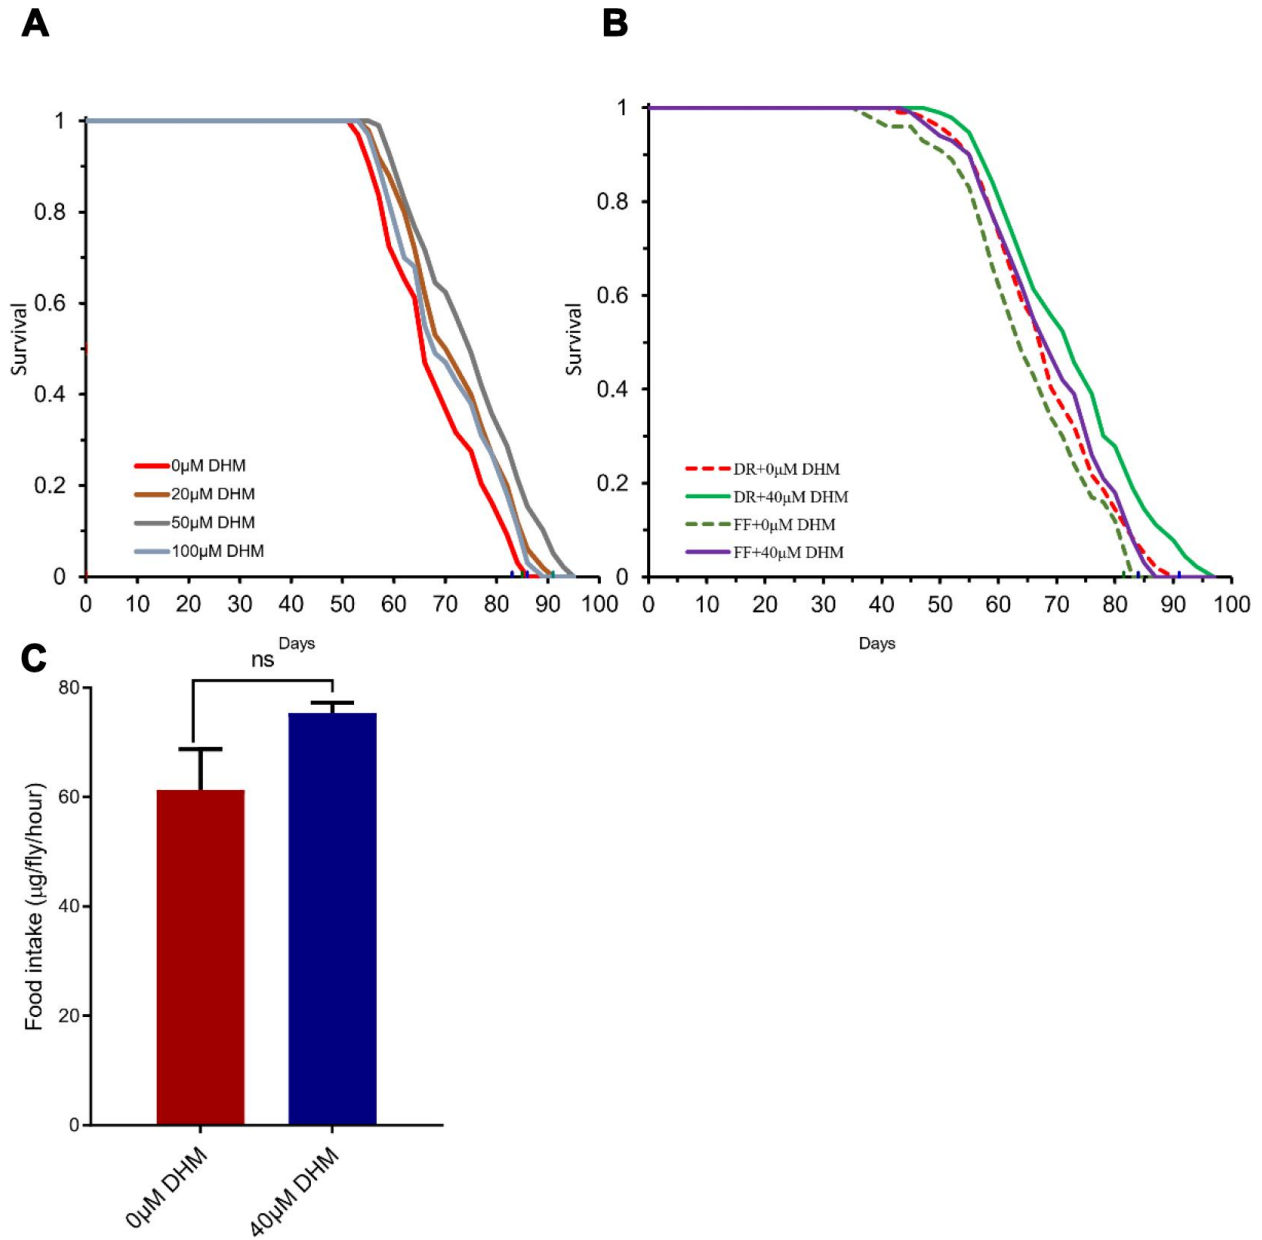 A
B
1
0.8
0.6
0.4
0.2
0
Survival
0μM DHM
20μM DHM
50μM DHM
100μM DHM
0 10 20 30 40 50 60 70 80 90 100
Days
1
0.8
0.6
0.4
0.2
0
Survival
DR+0μM DHM
DR+40μM DHM
FF+0μM DHM
FF+40μM DHM
0 10 20 30 40 50 60 70 80 90 100
Days
C
ns
80
60
40
20
0
Food intake (μg/fly/hour)
0μM DHM
40μM DHM